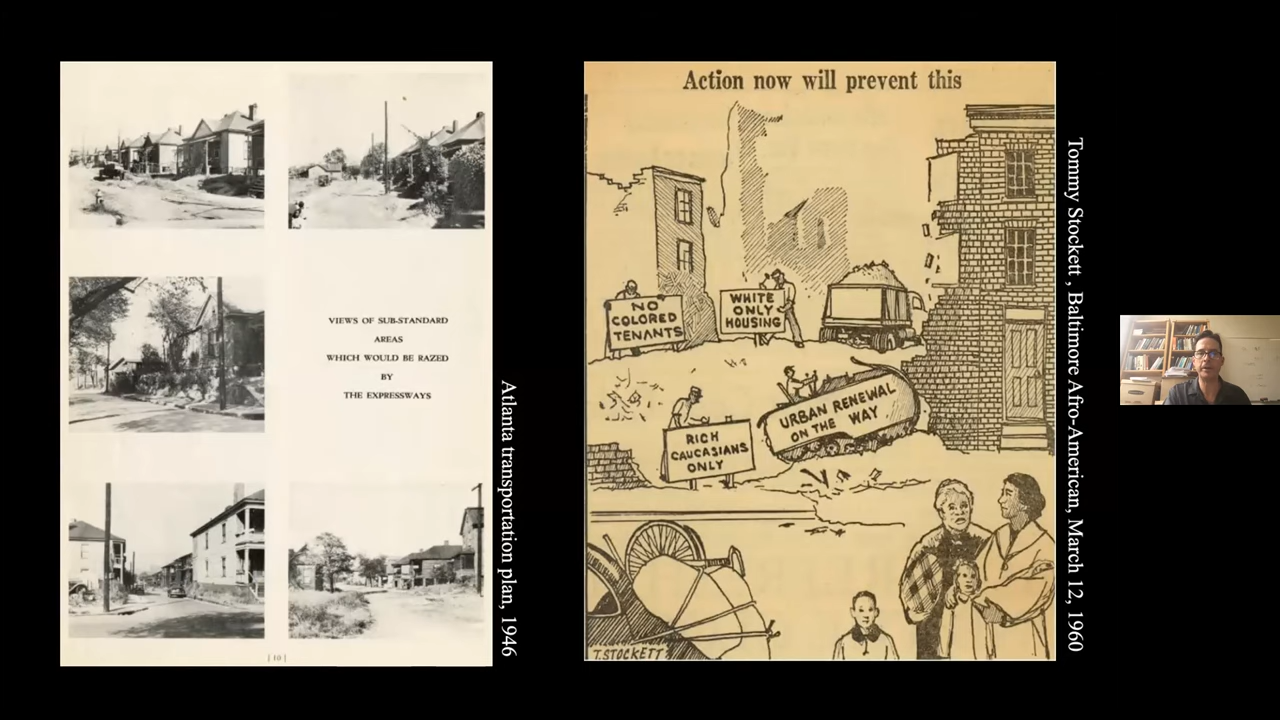 VIEWS OF SUB-STANDARD
AREAS
WHICH WOULD BE RAZED
BY
THE EXPRESSWAYS
[10]
Atlanta transportation plan, 1946
Action now will prevent this
NO
COLORED
TENANTS
WHITE
ONLY
HOUSING
URBAN RENEWAL
ON THE WAY
RICH
CAUCASIANS
ONLY
T. STOCKETT
Tommy Stockett , Baltimore Afro-American, March 12, 1960